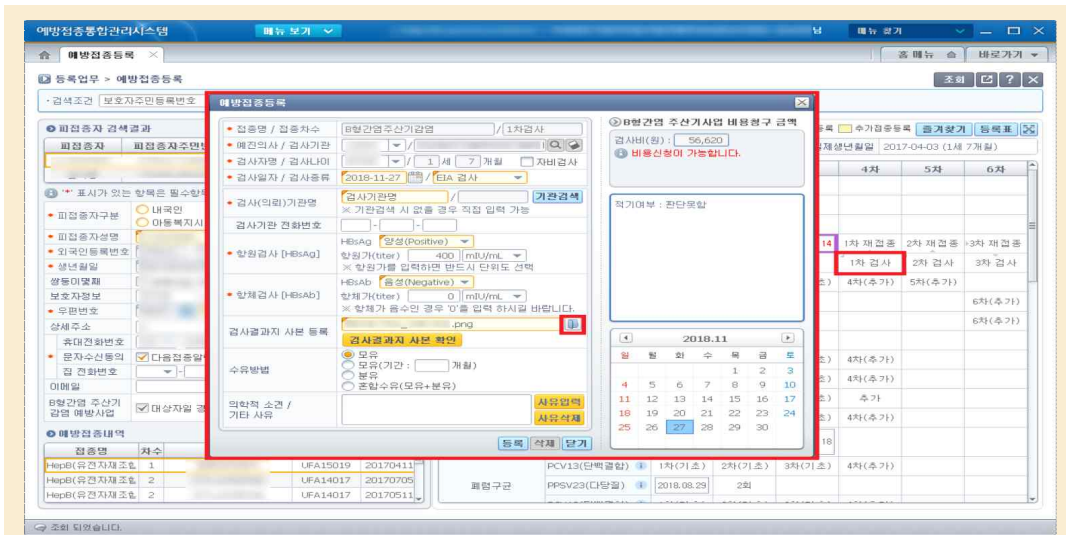 예방접종통합관리시스템
메뉴 보기
님
메뉴 찾기
예방접종등록
홈 메뉴
바로가기
등록업무 > 예방접종등록
조회
· 검색조건 보호자주민등록번호
피접종자 검색결과
피접종자 피접종자주민번
추가접종등록 즐겨찾기 등록표
생년월일 2017-04-03 (1세 7개월)
4차 5차 6차
'*' 표시가 있는 항목은 필수항목
피접종자구분
내국인
아동복지시
피접종자성명
외국인등록번호
생년월일
쌍둥이몇째
보호자정보
우편번호
상세주소
휴대전화번호
문자수신동의 다음접종알
집 전화번호
이메일
B형간염 주산기
감염 예방사업
대상자일 경
예방접종등록
접종명 / 접종차수 B형간염주산기감염 / 1차검사
예진의사 / 검사기관
검사자명 / 검사나이 / 1 세 7 개월 자비검사
검사일자 / 검사종류 2018-11-27 / EIA 검사
검사(의뢰)기관명 검사기관명 / 기관검색
※ 기관검색 시 없을 경우 직접 입력 가능
검사기관 전화번호 - -
항원검사 [HBsAg]
HBsAg 양성(Positive)
항원가(titer) 400 mIU/mL
※ 항원가를 입력하면 반드시 단위도 선택
항체검사 [HBsAb]
HBsAb 음성(Negative)
항체가(titer) 0 mIU/mL
※ 항체가 음수인 경우 '0'을 입력 하시길 바랍니다.
검사결과지 사본 등록 .png
검사결과지 사본 확인
수유방법
모유
모유(기간 : 개월)
분유
혼합수유(모유+분유)
의학적 소견 /
기타 사유
사유입력
사유삭제
등록 삭제 닫기
B형간염 주산기사업 비용청구 금액
검사비(원) : 56,620
비용신청이 가능합니다.
적기여부 : 판단못함
2018.11
일 월 화 수 목 금 토
1 2 3
4 5 6 7 8 9 10
11 12 13 14 15 16 17
18 19 20 21 22 23 24
25 26 27 28 29 30
14 1차 재접종 2차 재접종 3차 재접종
1차 검사 2차 검사 3차 검사
4차(추가) 5차(추가)
6차(추가)
6차(추가)
4차(추가)
4차(추가)
추가
4차(추가)
18
예방접종내역
접종명 차수
HepB(유전자재조합 1 UFA15019 20170411
HepB(유전자재조합 2 UFA14017 20170705
HepB(유전자재조합 2 UFA14017 20170511
폐렴구균
PCV13(단백결합) 1차(기초) 2차(기초) 3차(기초) 4차(추가)
PPSV23(다당질) 2018.08.29 2회
조회 되었습니다.